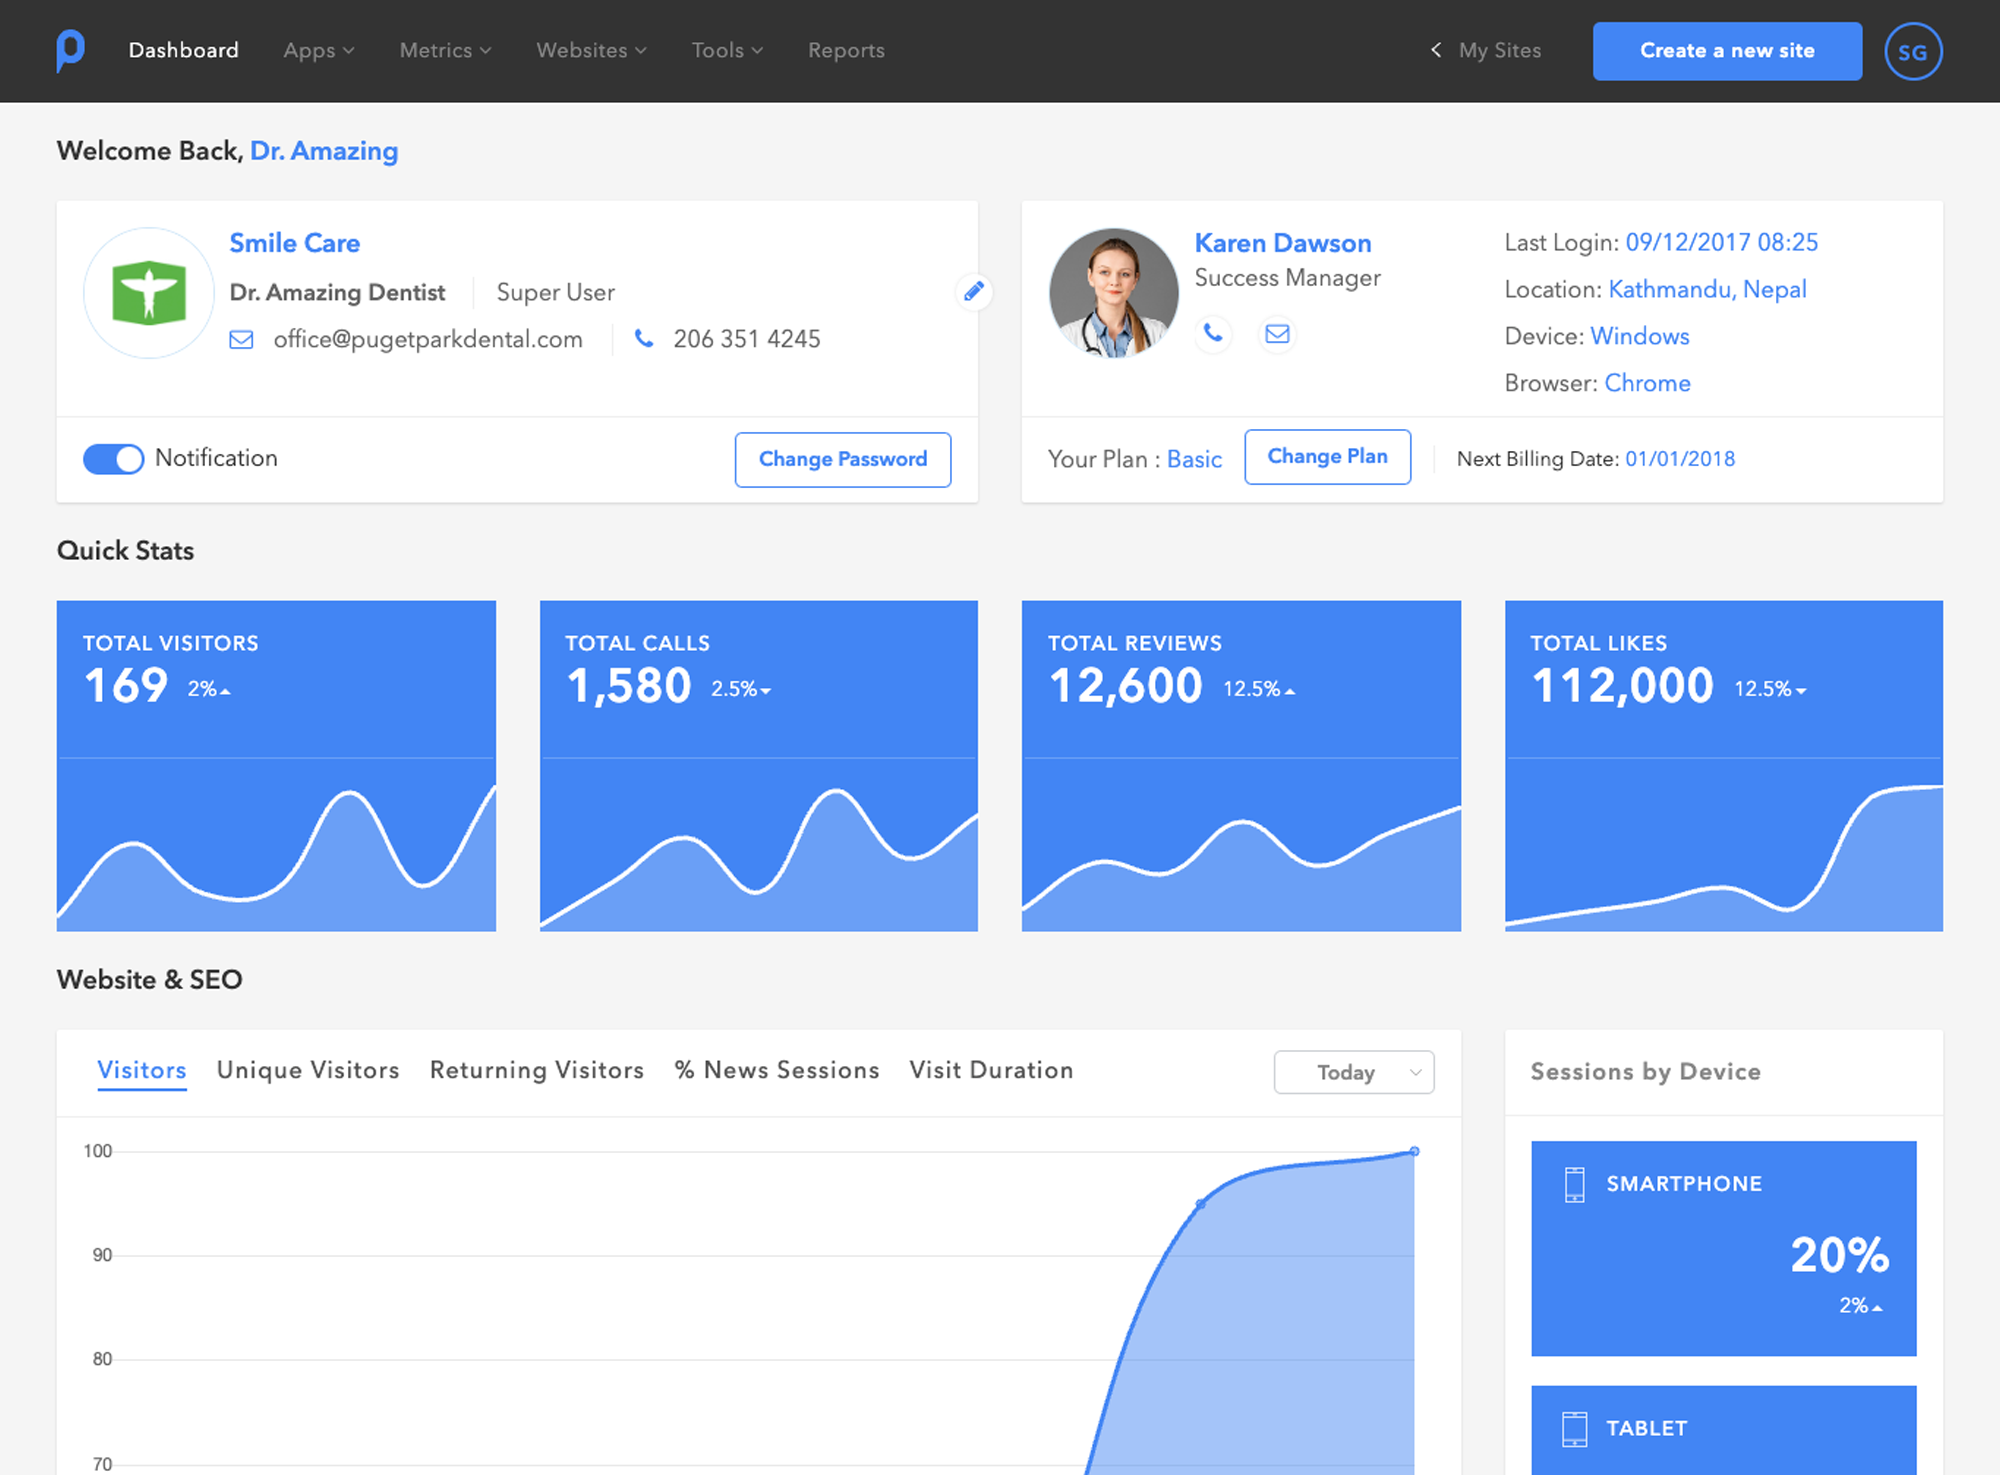 Dashboard Apps Metrics Websites Tools Reports My Sites Create a new site SG
Welcome Back, Dr. Amazing
Smile Care
Dr. Amazing Dentist Super User
office@pugetparkdental.com 206 351 4245
Notification Change Password
Karen Dawson
Success Manager
Last Login: 09/12/2017 08:25
Location: Kathmandu, Nepal
Device: Windows
Browser: Chrome
Your Plan : Basic Change Plan Next Billing Date: 01/01/2018
Quick Stats
TOTAL VISITORS
169 2%
TOTAL CALLS
1,580 2.5%
TOTAL REVIEWS
12,600 12.5%
TOTAL LIKES
112,000 12.5%
Website & SEO
Visitors Unique Visitors Returning Visitors % News Sessions Visit Duration Today
100
90
80
70
Sessions by Device
SMARTPHONE
20%
2%
TABLET